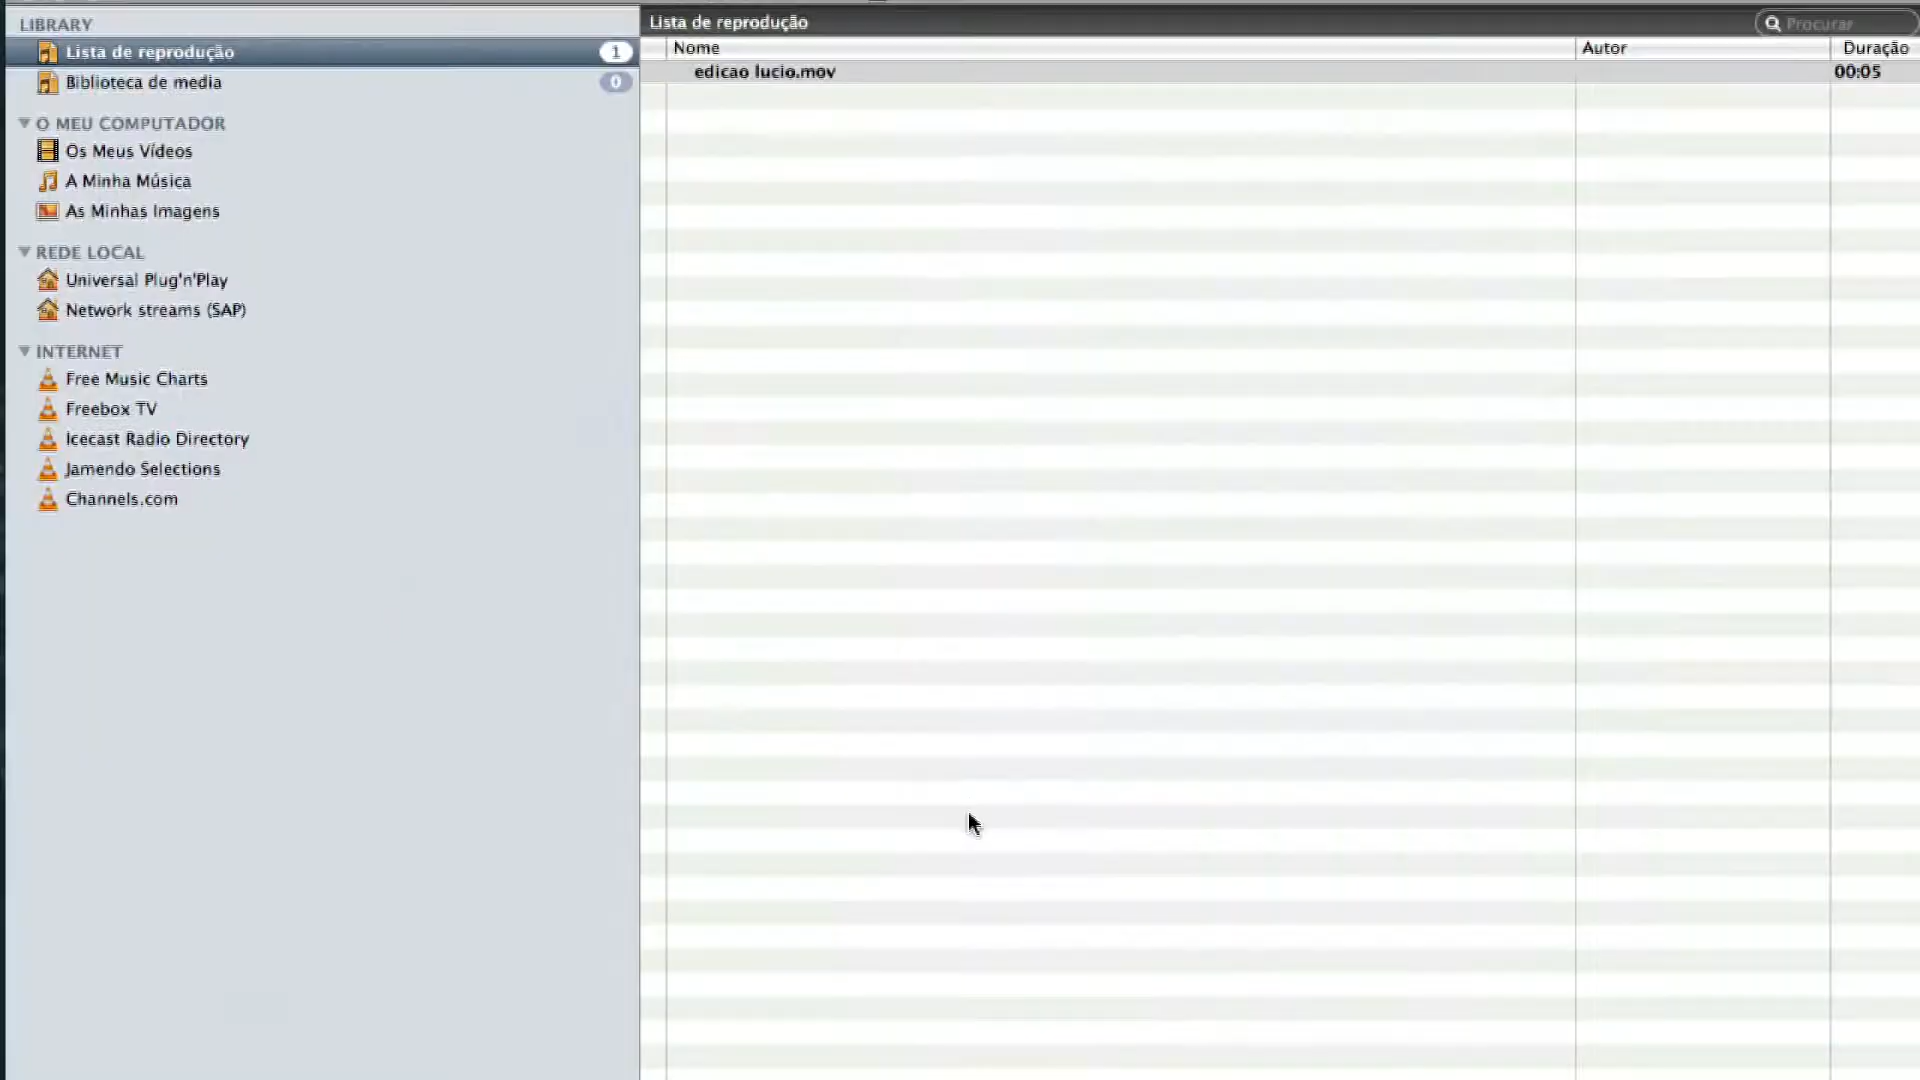 LIBRARY
Lista de reprodução 1
Biblioteca de media 0
O MEU COMPUTADOR
Os Meus Vídeos
A Minha Música
As Minhas Imagens
REDE LOCAL
Universal Plug'n'Play
Network streams (SAP)
INTERNET
Free Music Charts
Freebox TV
Icecast Radio Directory
Jamendo Selections
Channels.com
Lista de reprodução
Procurar
Nome Autor Duração
edicao lucio.mov 00:05